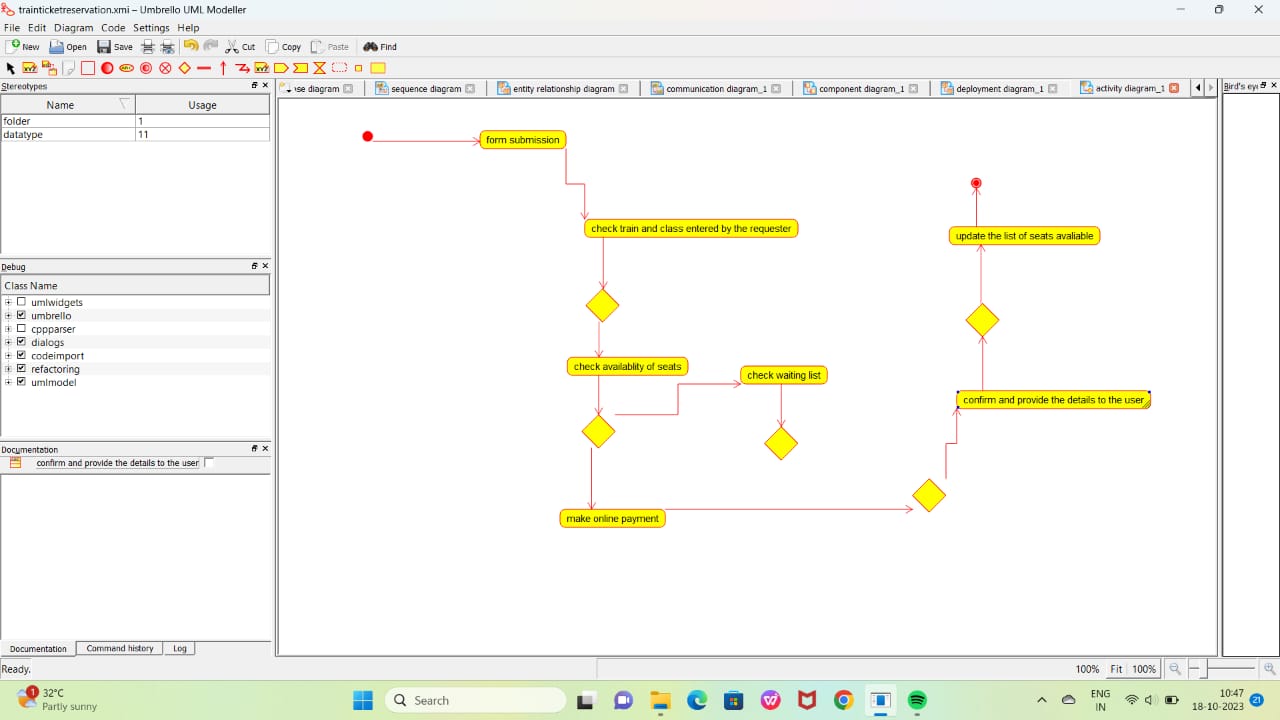 trainticketreservation.xmi – Umbrello UML Modeller
File Edit Diagram Code Settings Help
New Open Save Cut Copy Paste Find
Stereotypes
Name Usage
folder 1
datatype 11
Debug
Class Name
umlwidgets
umbrello
cppparser
dialogs
codeimport
refactoring
umlmodel
Documentation
confirm and provide the details to the user
Documentation Command history Log
Ready.
se diagram sequence diagram entity relationship diagram communication diagram_1 component diagram_1 deployment diagram_1 activity diagram_1
Bird's eye
form submission
check train and class entered by the requester
update the list of seats avaliable
check availablity of seats
check waiting list
confirm and provide the details to the user
make online payment
100% Fit 100%
1
32°C
Partly sunny
Search
ENG
IN
10:47
18-10-2023
21